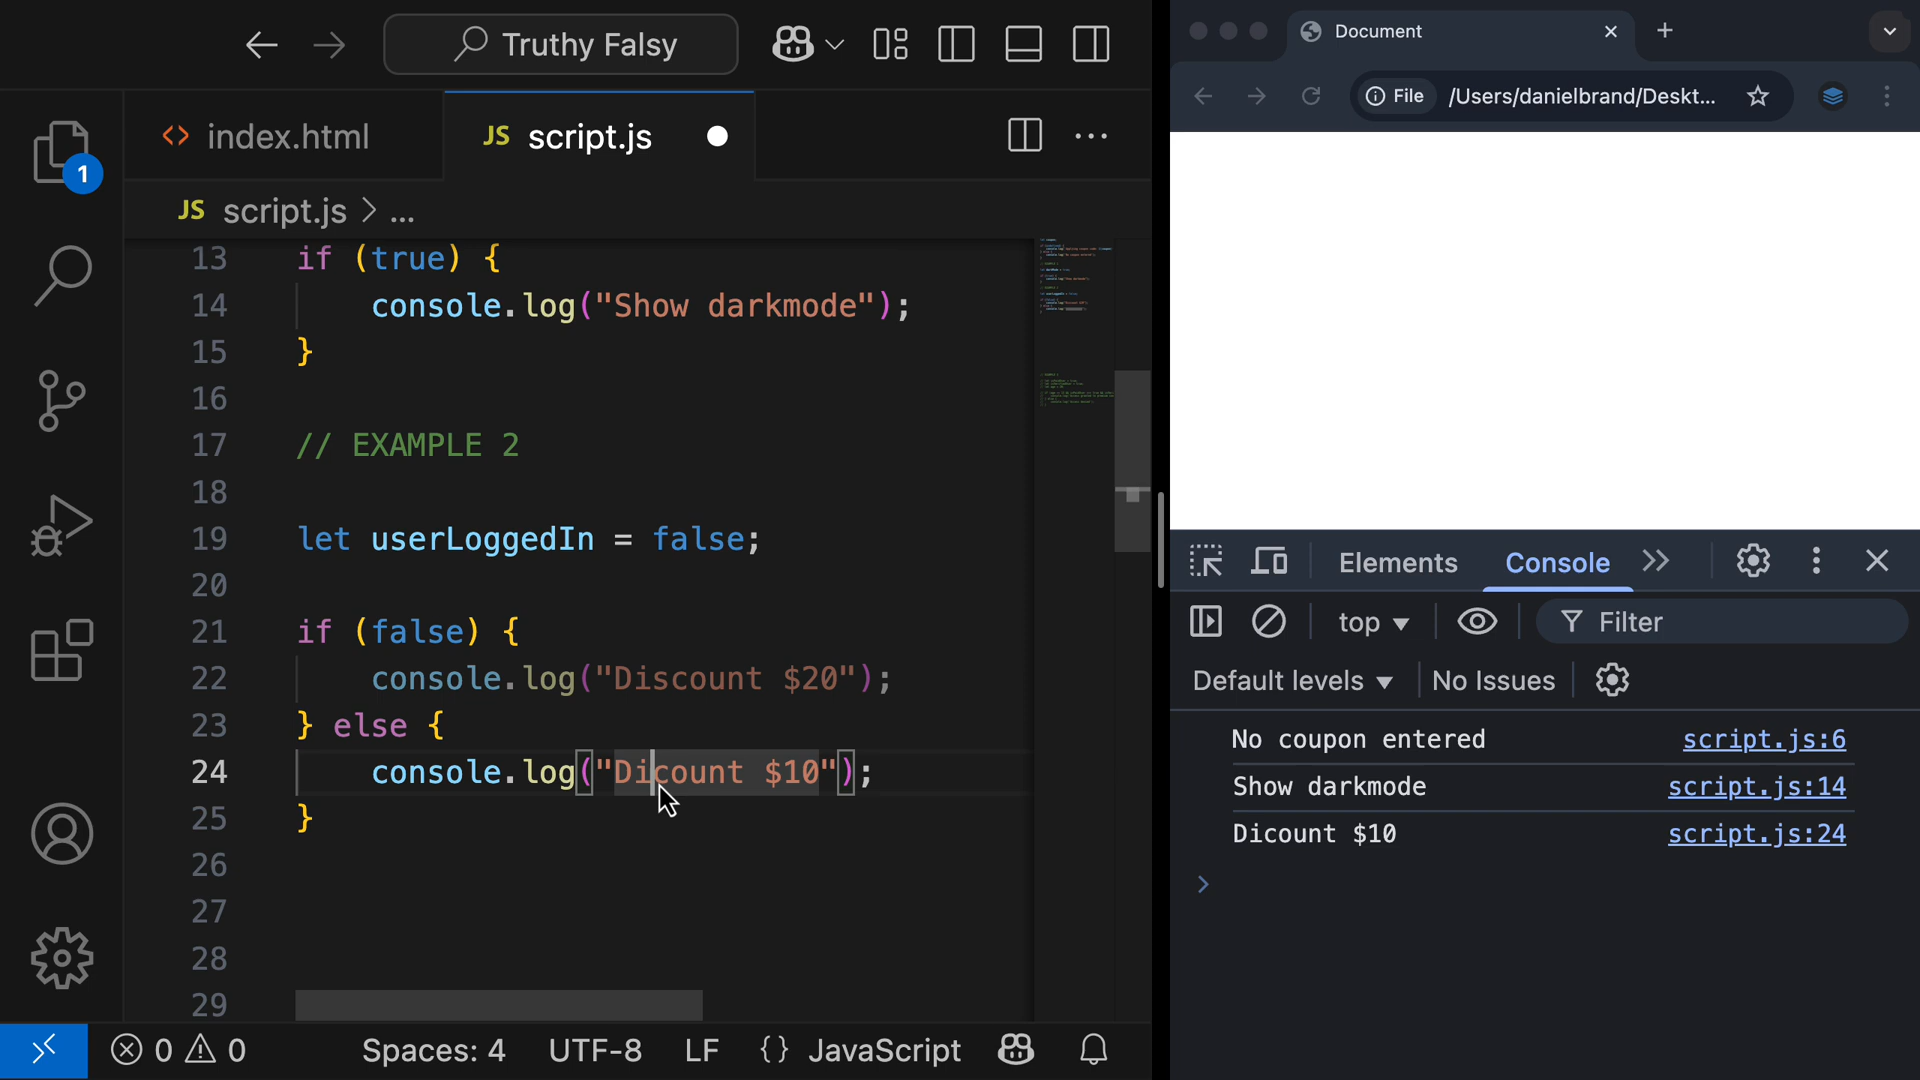 Truthy Falsy
index.html
JS script.js
JS script.js > ...
1
13 if (true) {
14 console.log("Show darkmode");
15 }
16
17 // EXAMPLE 2
18
19 let userLoggedIn = false;
20
21 if (false) {
22 console.log("Discount $20");
23 } else {
24 console.log("Dicount $10");
25 }
26
27
28
29
0 0 Spaces: 4 UTF-8 LF {} JavaScript
Document
File /Users/danielbrand/Deskt...
Elements Console
top Filter
Default levels No Issues
No coupon entered script.js:6
Show darkmode script.js:14
Dicount $10 script.js:24